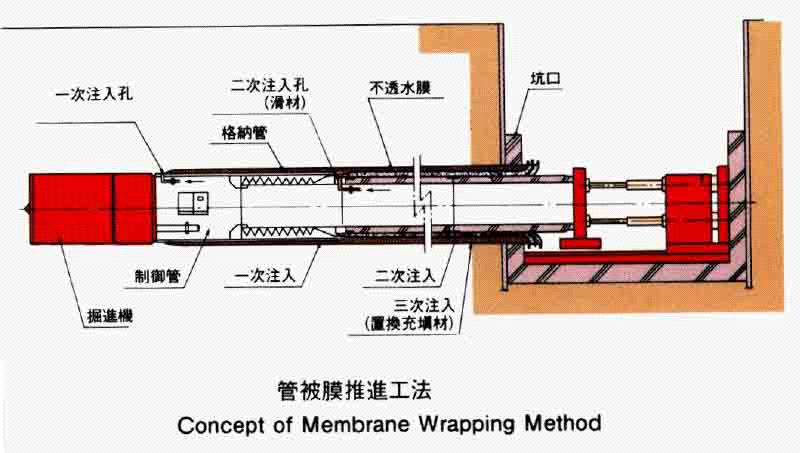 一次注入孔
二次注入孔
(滑材)
不透水膜
坑口
格納管
制御管
一次注入
二次注入
掘進機
三次注入
(置換充填材)
管被膜推進工法
Concept of Membrane Wrapping Method